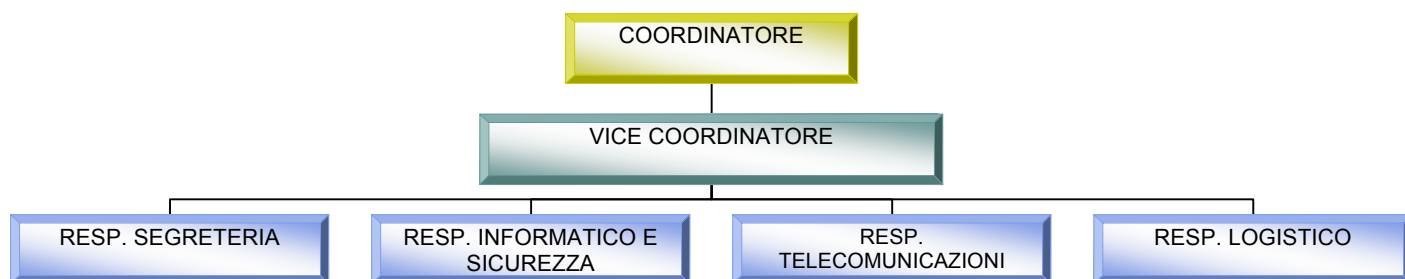 COORDINATORE
VICE COORDINATORE
RESP. SEGRETERIA
RESP. INFORMATICO E
SICUREZZA
RESP.
TELECOMUNICAZIONI
RESP. LOGISTICO